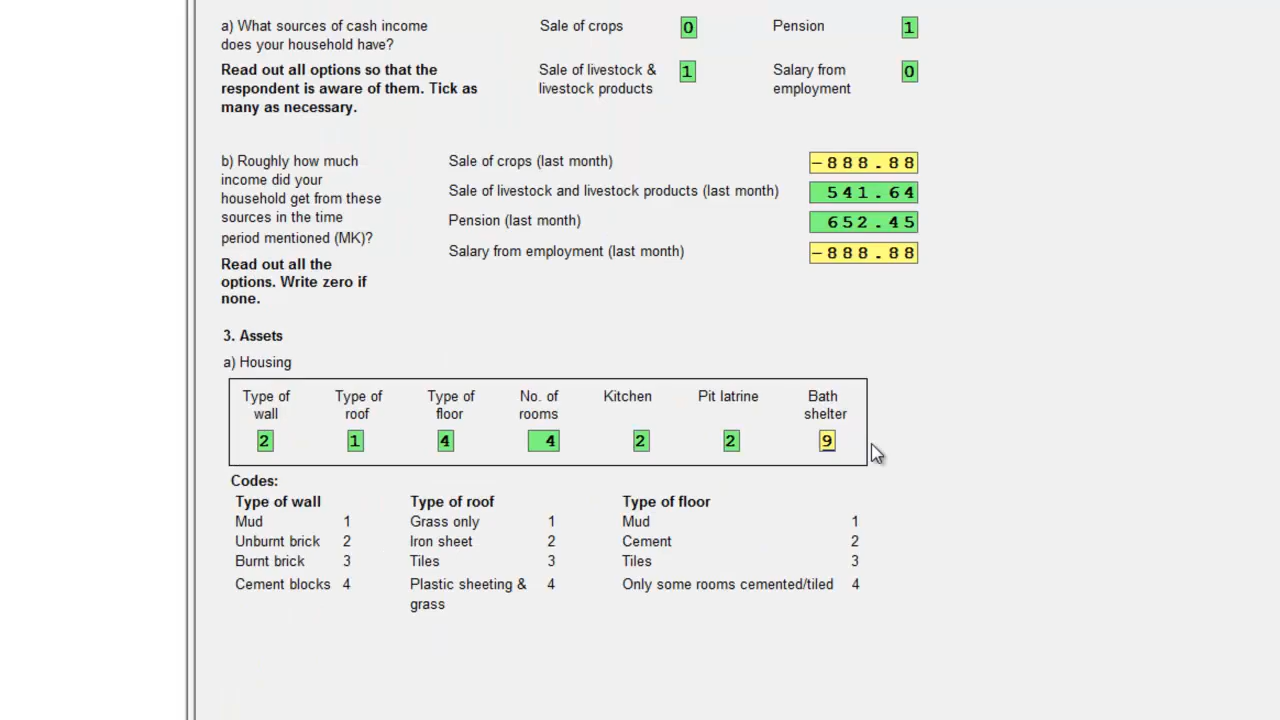 a) What sources of cash income does your household have?
Sale of crops 0 Pension 1
Read out all options so that the respondent is aware of them. Tick as many as necessary.
Sale of livestock & livestock products 1 Salary from employment 0
b) Roughly how much
income did your
household get from these
sources in the time
period mentioned (MK)?
Read out all the
options. Write zero if
none.
Sale of crops (last month) -888.88
Sale of livestock and livestock products (last month) 541.64
Pension (last month) 652.45
Salary from employment (last month) -888.88
3. Assets
a) Housing
Type of wall Type of roof Type of floor No. of rooms Kitchen Pit latrine Bath shelter
2 1 4 4 2 2 9
Codes:
Type of wall Type of roof Type of floor
Mud 1 Grass only 1 Mud 1
Unburnt brick 2 Iron sheet 2 Cement 2
Burnt brick 3 Tiles 3 Tiles 3
Cement blocks 4 Plastic sheeting & grass 4 Only some rooms cemented/tiled 4